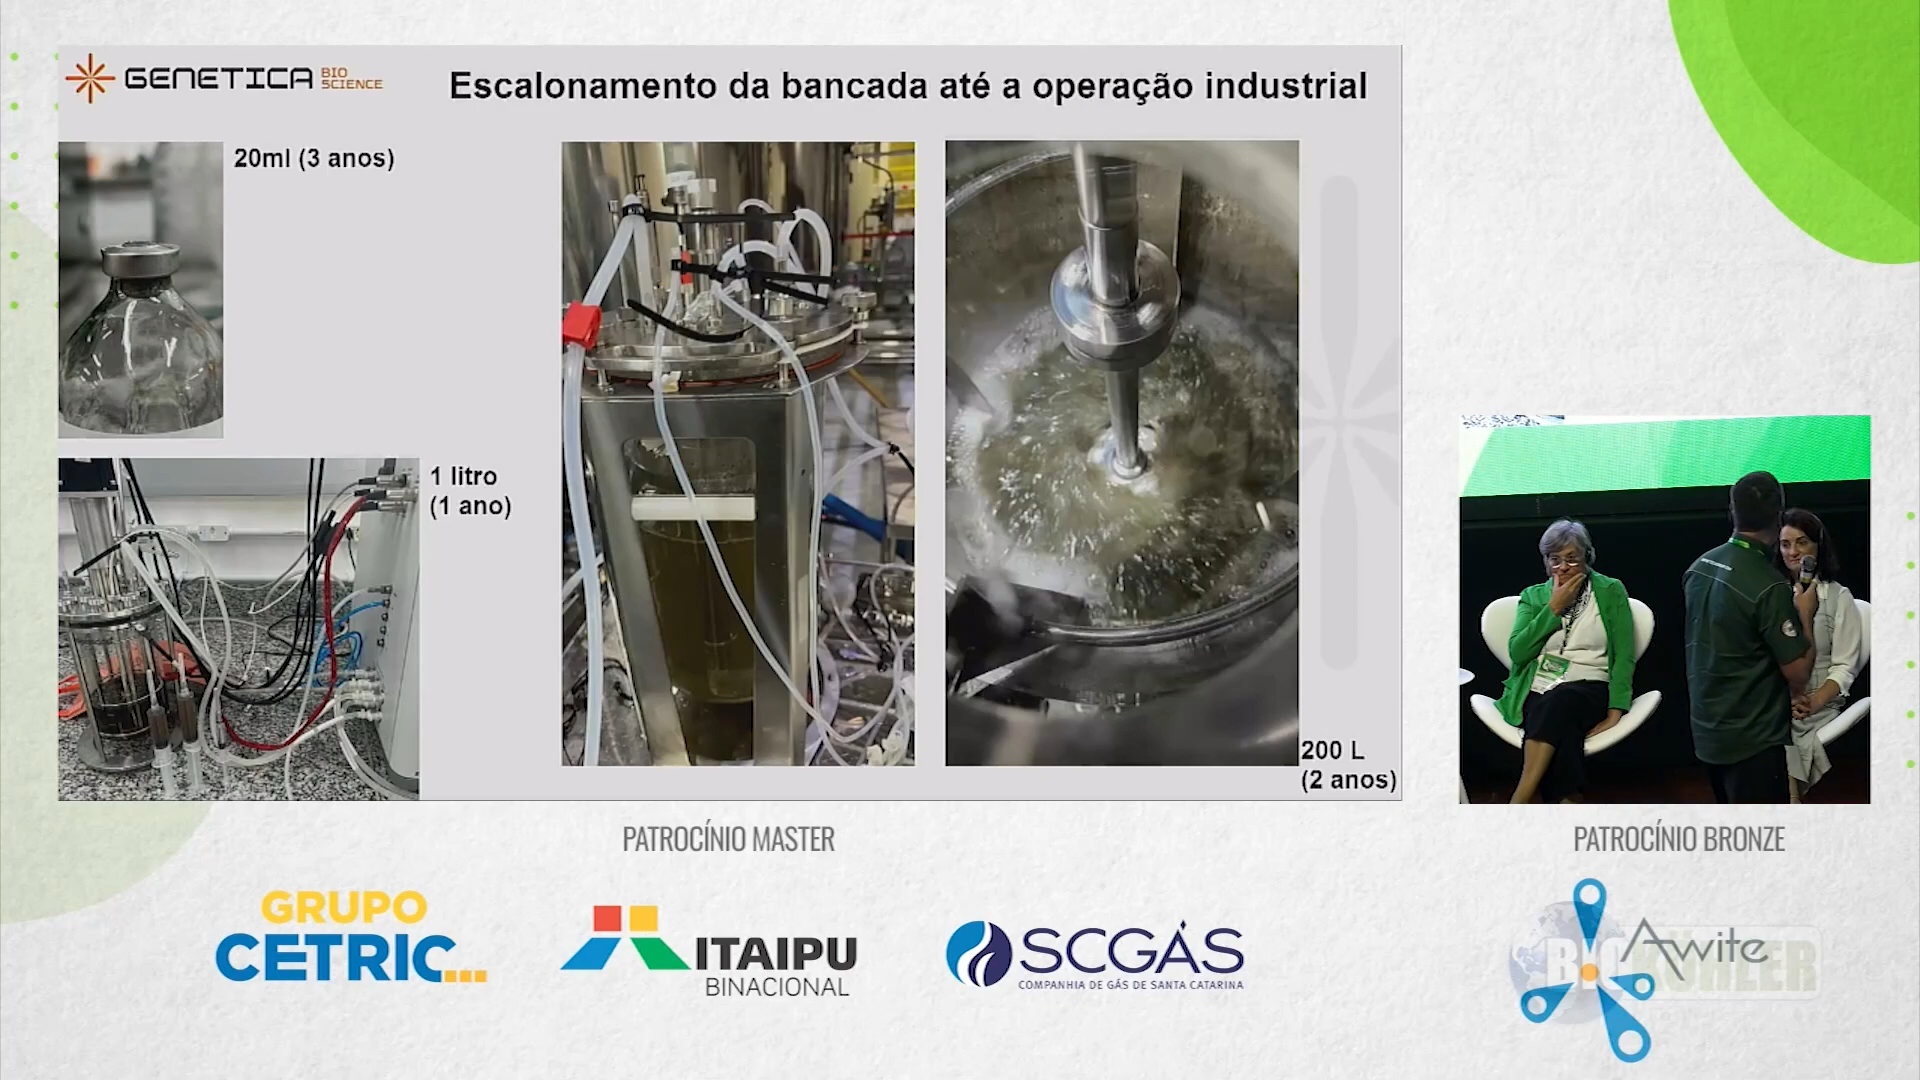 GENETICA BIO
SCIENCE
Escalonamento da bancada até a operação industrial
20ml (3 anos)
1 litro
(1 ano)
200 L
(2 anos)
PATROCÍNIO MASTER
PATROCÍNIO BRONZE
GRUPO
CETRIC...
ITAIPU
BINACIONAL
SCGÁS
COMPANHIA DE GÁS DE SANTA CATARINA
Awite